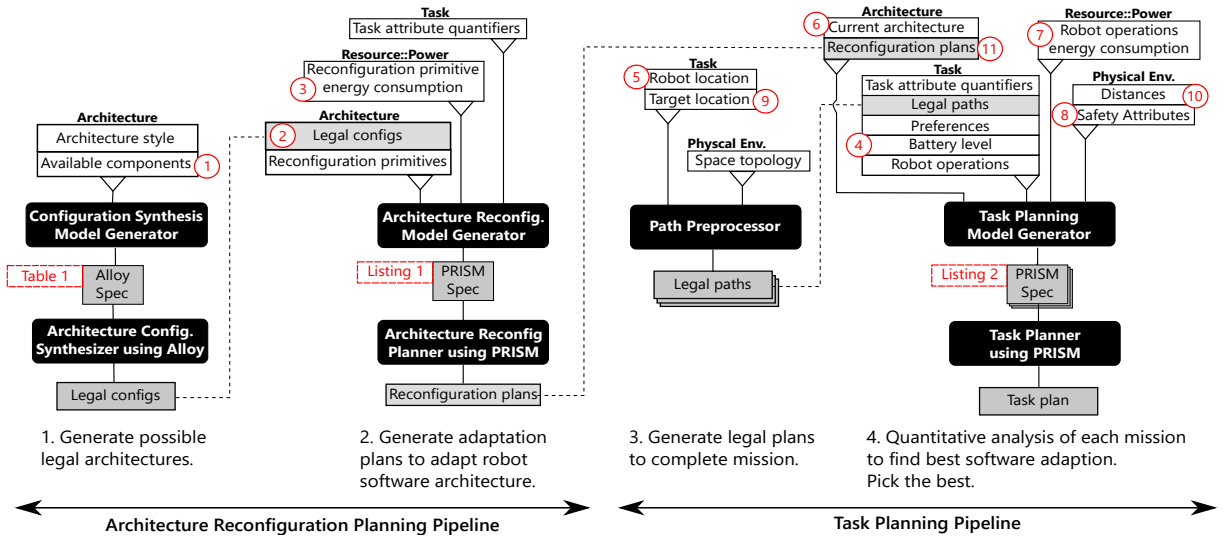 Task
Task attribute quantifiers
Resource::Power
3
Reconfiguration primitive
energy consumption
Architecture
Architecture style
Available components
1
Architecture
2
Legal configs
Reconfiguration primitives
Configuration Synthesis
Model Generator
Architecture Reconfig.
Model Generator
Table 1
Alloy
Spec
Listing 1
PRISM
Spec
Architecture Config.
Synthesizer using Alloy
Architecture Reconfig
Planner using PRISM
Legal configs
Reconfiguration plans
1. Generate possible
legal architectures.
2. Generate adaptation
plans to adapt robot
software architecture.
Architecture Reconfiguration Planning Pipeline
Task
5
Robot location
Target location
9
Physcal Env.
Space topology
Path Preprocessor
Legal paths
Architecture
6
Current architecture
Reconfiguration plans
11
Resource::Power
7
Robot operations
energy consumption
Task
Task attribute quantifiers
Legal paths
Preferences
4
Battery level
Robot operations
Physical Env.
Distances
10
8
Safety Attributes
Task Planning
Model Generator
Listing 2
PRISM
Spec
Task Planner
using PRISM
Task plan
3. Generate legal plans
to complete mission.
4. Quantitative analysis of each mission
to find best software adaption.
Pick the best.
Task Planning Pipeline